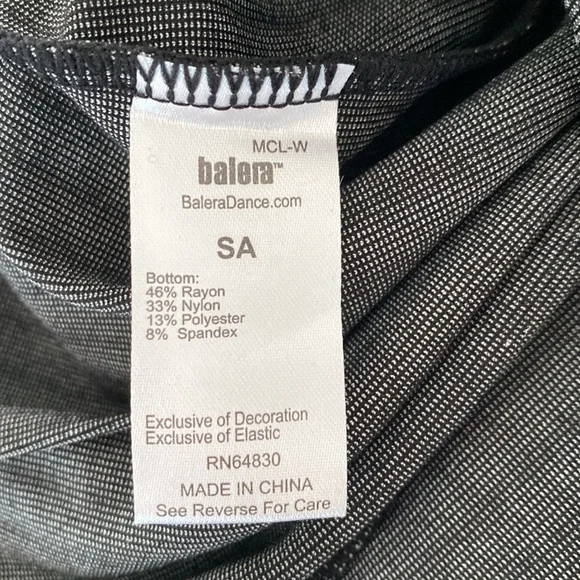 MCL-W
balera™
BaleraDance.com
SA
Bottom:
46% Rayon
33% Nylon
13% Polyester
8% Spandex
Exclusive of Decoration
Exclusive of Elastic
RN64830
MADE IN CHINA
See Reverse For Care